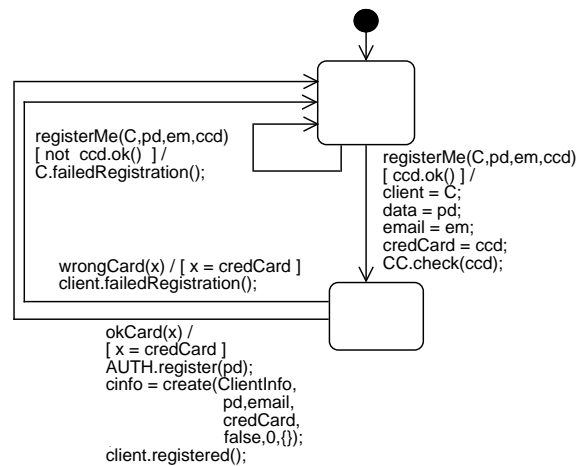 registerMe(C,pd,em,ccd)
[ not ccd.ok() ] /
C.failedRegistration();
registerMe(C,pd,em,ccd)
[ ccd.ok() ] /
client = C;
data = pd;
email = em;
credCard = ccd;
CC.check(ccd);
wrongCard(x) / [ x = credCard ]
client.failedRegistration();
okCard(x) /
[ x = credCard ]
AUTH.register(pd);
cinfo = create(ClientInfo,
pd,email,
credCard,
false,0,{});
client.registered();